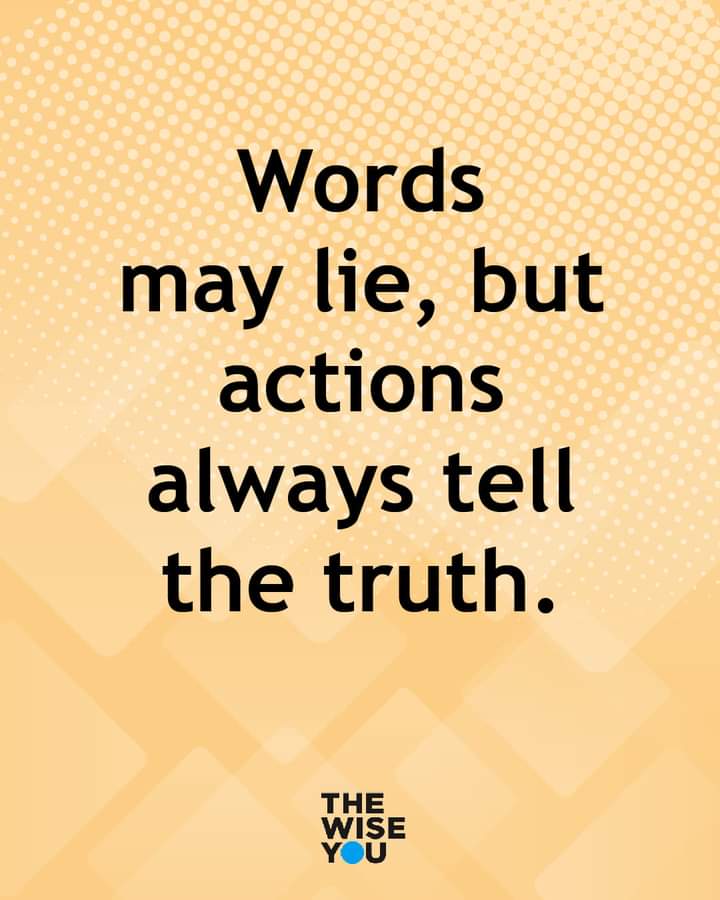 Words
may lie, but
actions
always tell
the truth.
THE
WISE
YOU